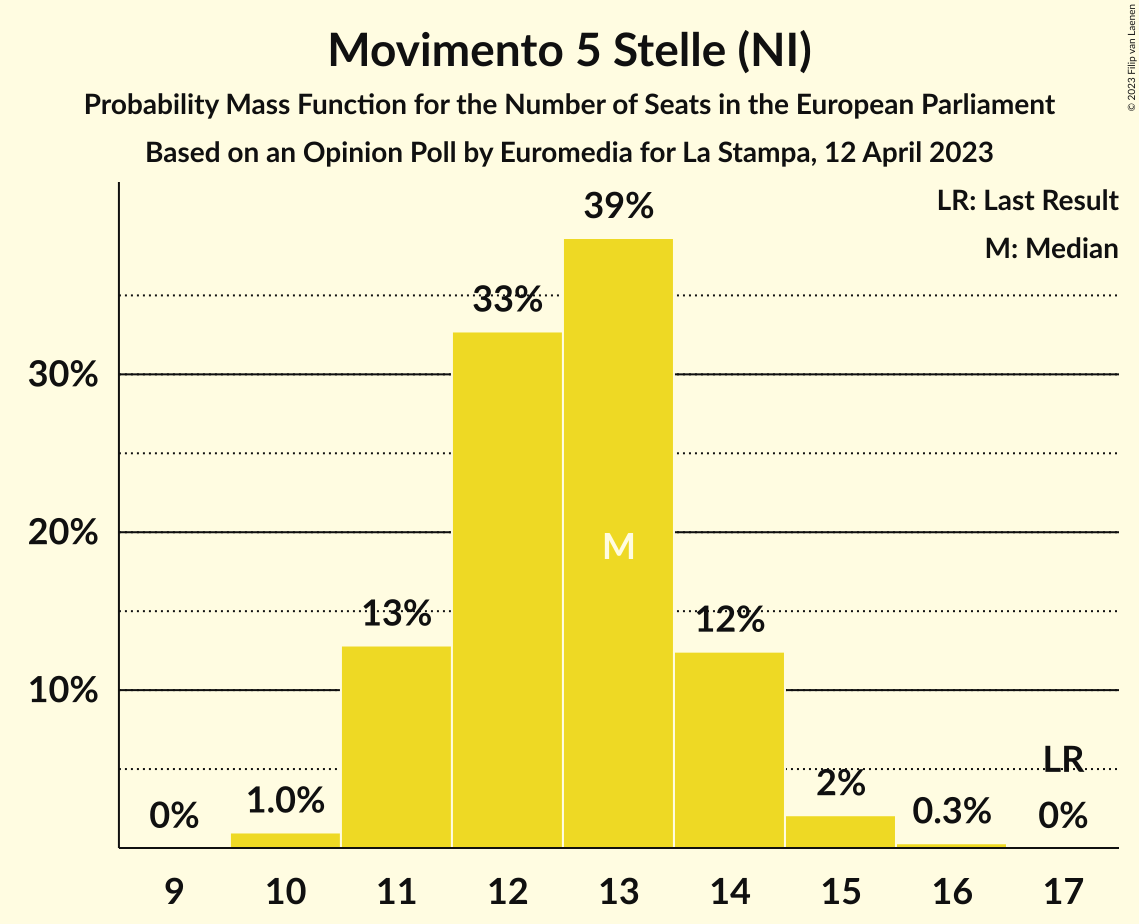 Movimento 5 Stelle (NI)
Probability Mass Function for the Number of Seats in the European Parliament
Based on an Opinion Poll by Euromedia for La Stampa, 12 April 2023
© 2023 Filip van Laenen
LR: Last Result
M: Median
39%
33%
30%
20%
M
13%
12%
10%
LR
2%
1.0%
0.3%
0%
0%
9 10 11 12 13 14 15 16 17